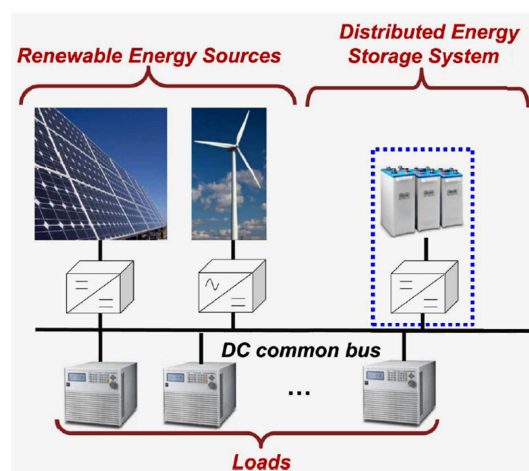 Renewable Energy Sources
Distributed Energy
Storage System
DC common bus
...
Loads